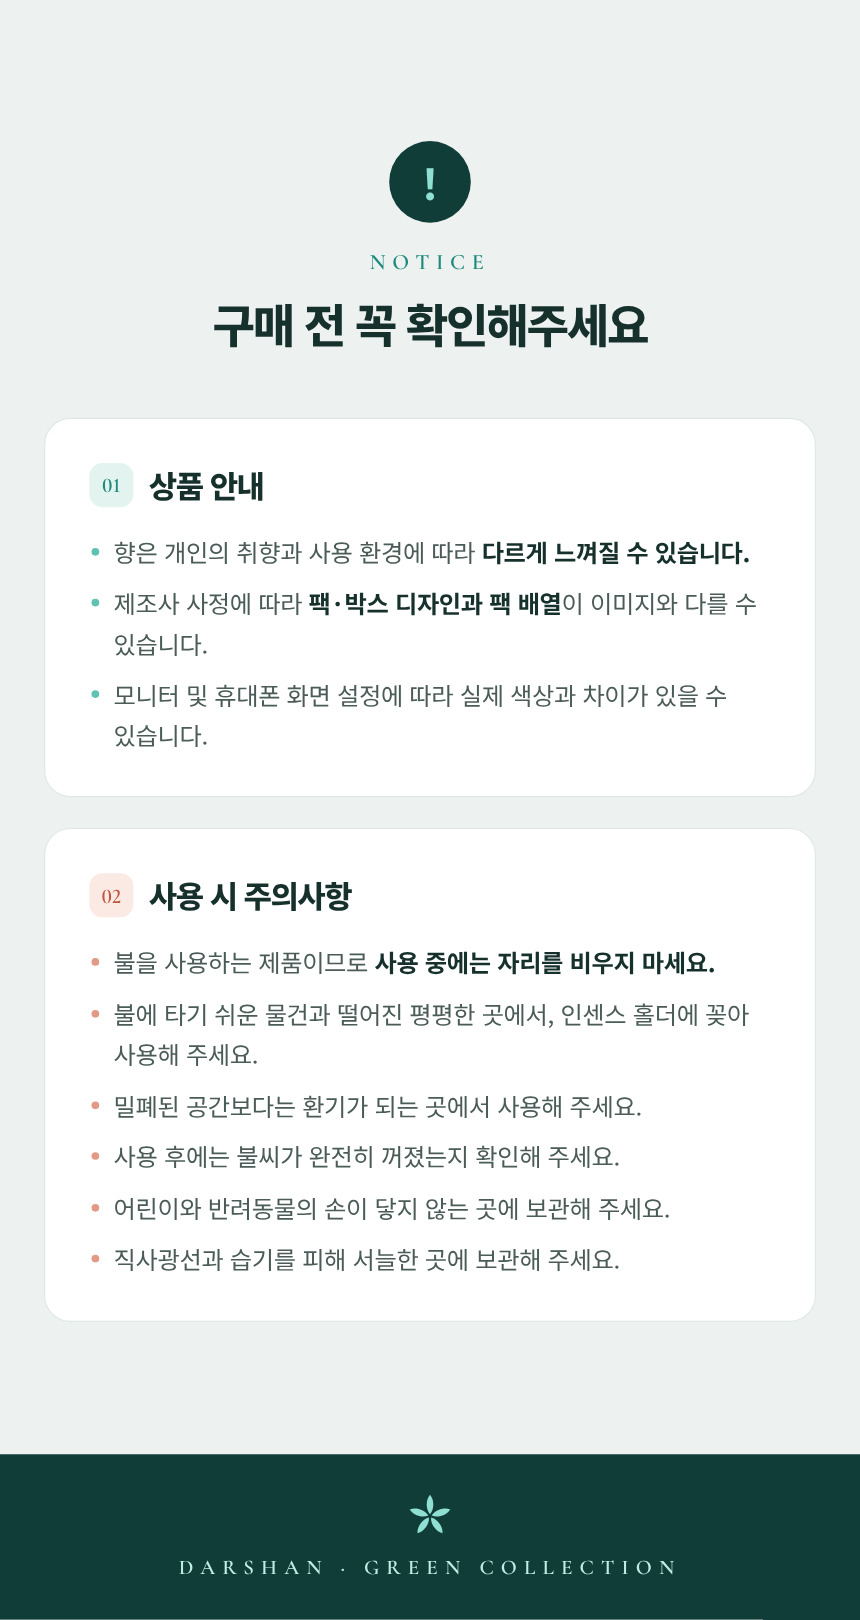 !
NOTICE
구매 전 꼭 확인해주세요
01 상품 안내
• 향은 개인의 취향과 사용 환경에 따라 다르게 느껴질 수 있습니다.
• 제조사 사정에 따라 팩·박스 디자인과 팩 배열이 이미지와 다를 수
있습니다.
• 모니터 및 휴대폰 화면 설정에 따라 실제 색상과 차이가 있을 수
있습니다.
02 사용 시 주의사항
• 불을 사용하는 제품이므로 사용 중에는 자리를 비우지 마세요.
• 불에 타기 쉬운 물건과 떨어진 평평한 곳에서, 인센스 홀더에 꽂아
사용해 주세요.
• 밀폐된 공간보다는 환기가 되는 곳에서 사용해 주세요.
• 사용 후에는 불씨가 완전히 꺼졌는지 확인해 주세요.
• 어린이와 반려동물의 손이 닿지 않는 곳에 보관해 주세요.
• 직사광선과 습기를 피해 서늘한 곳에 보관해 주세요.
DARSHAN · GREEN COLLECTION